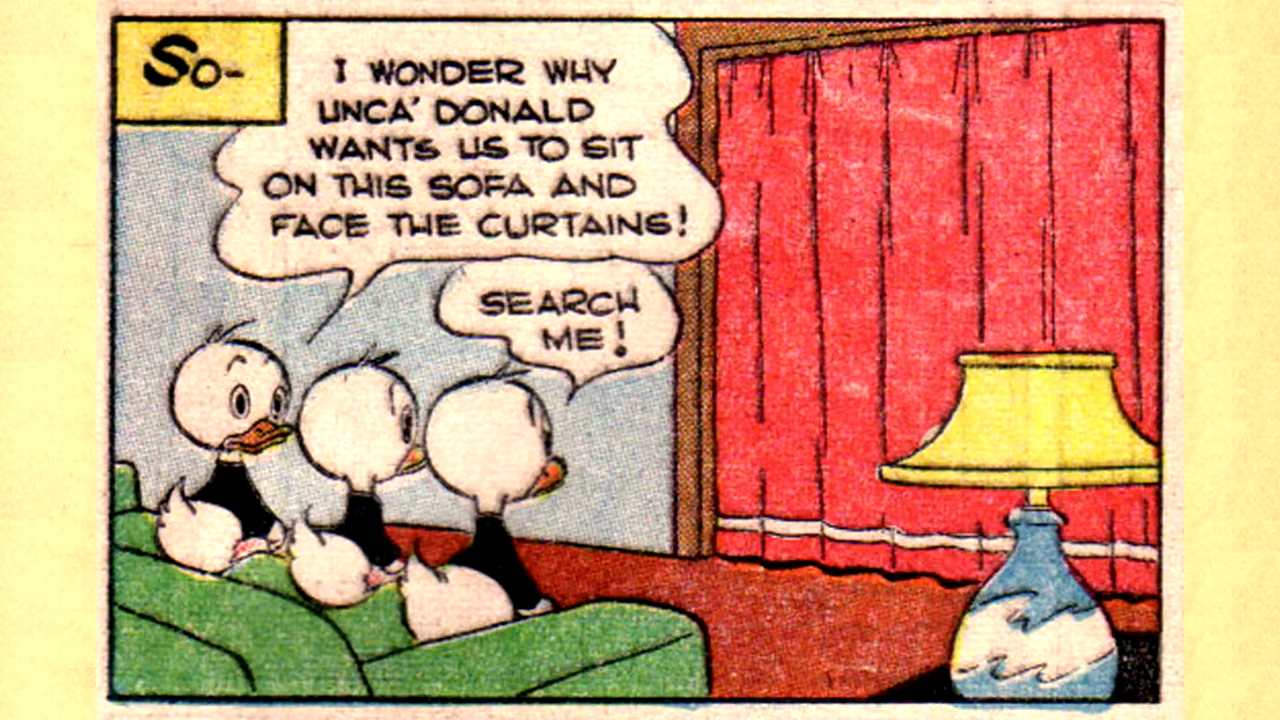 So-
I WONDER WHY
UNCA' DONALD
WANTS US TO SIT
ON THIS SOFA AND
FACE THE CURTAINS!
SEARCH
ME!